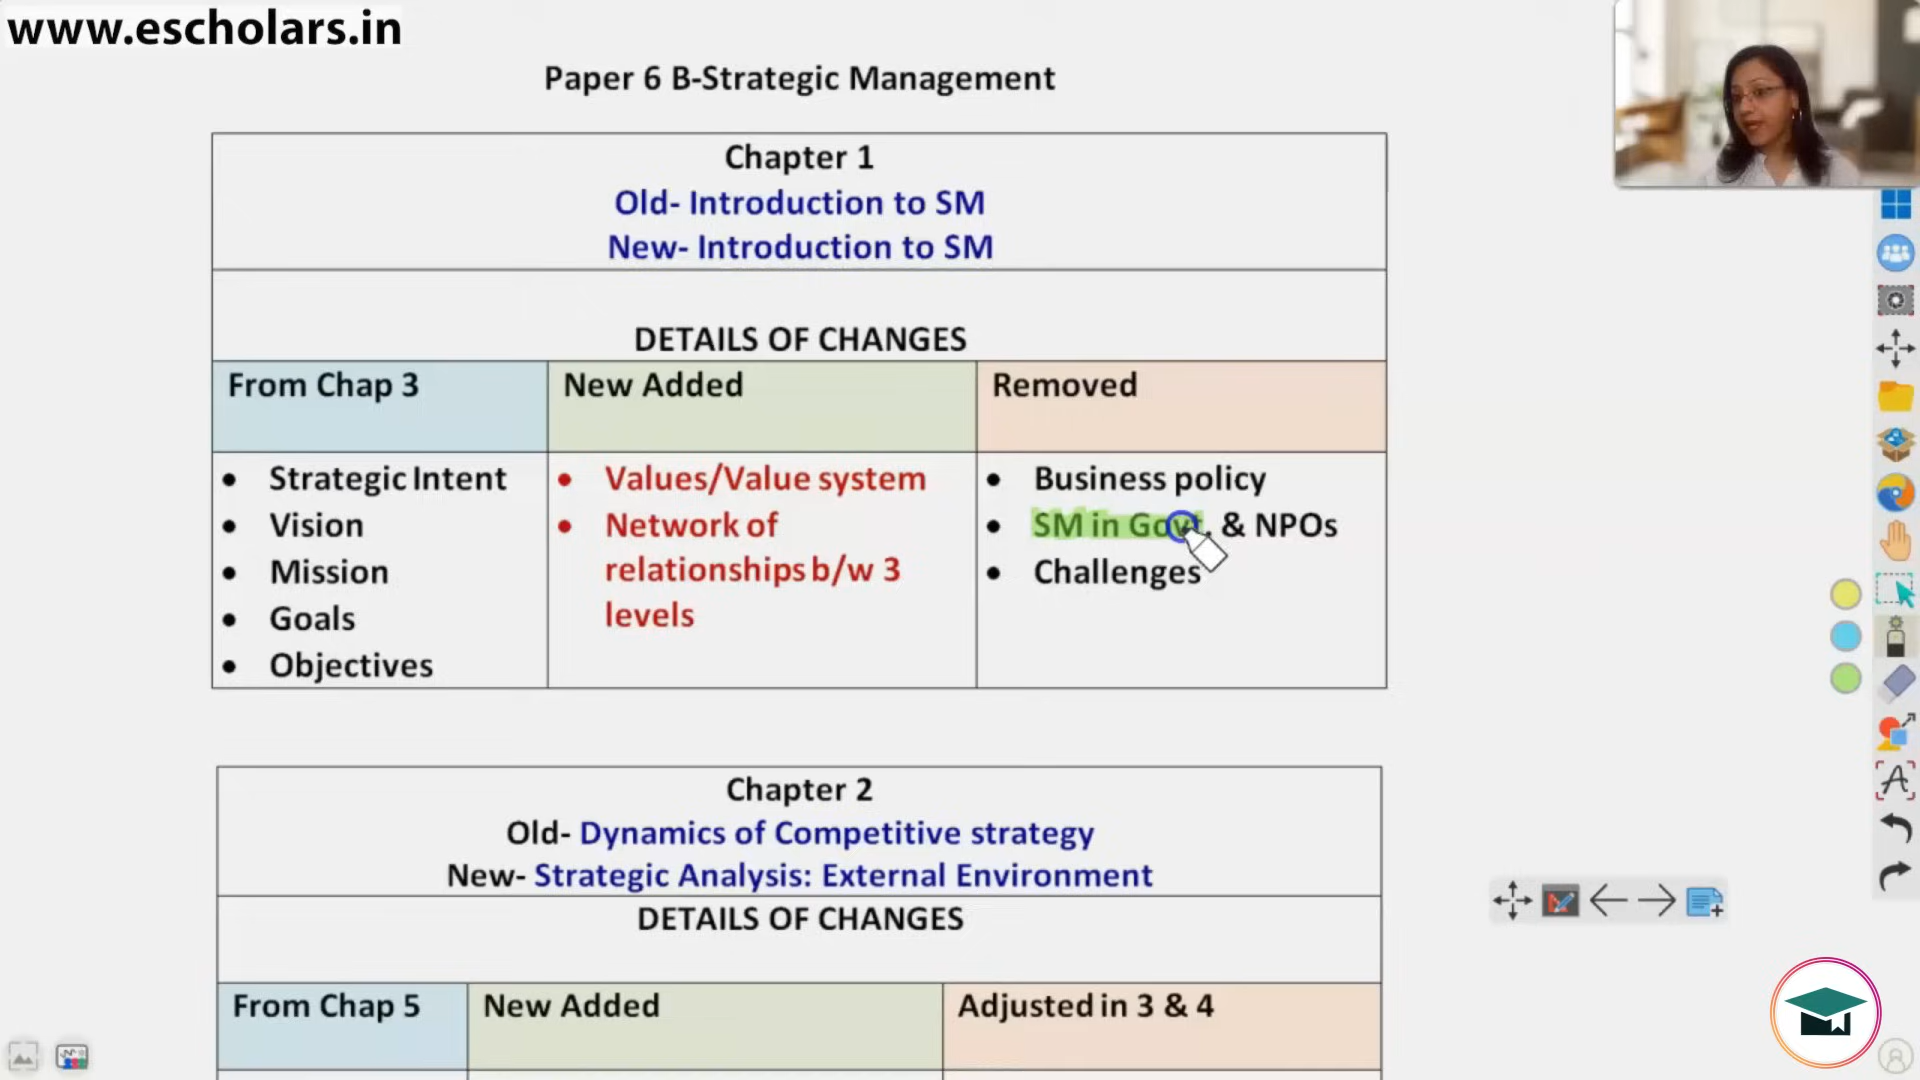 www.escholars.in
Paper 6 B-Strategic Management
Chapter 1
Old- Introduction to SM
New- Introduction to SM
DETAILS OF CHANGES
From Chap 3
New Added
Removed
• Strategic Intent
• Vision
• Mission
• Goals
• Objectives
• Values/Value system
• Network of
relationships b/w 3
levels
• Business policy
• SM in Govt. & NPOs
• Challenges
Chapter 2
Old- Dynamics of Competitive strategy
New- Strategic Analysis: External Environment
DETAILS OF CHANGES
From Chap 5
New Added
Adjusted in 3 & 4